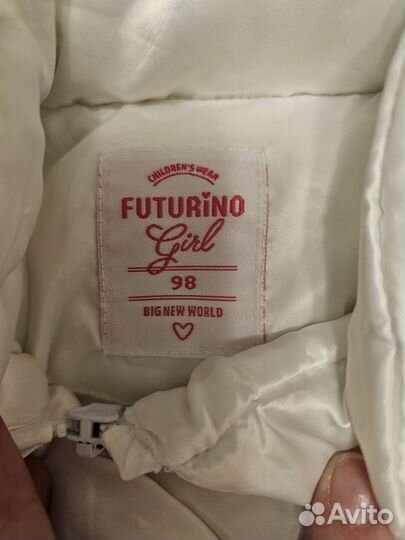 CHILDREN'S WEAR
FUTURiNO
Girl
98
BIG NEW WORLD
Avito